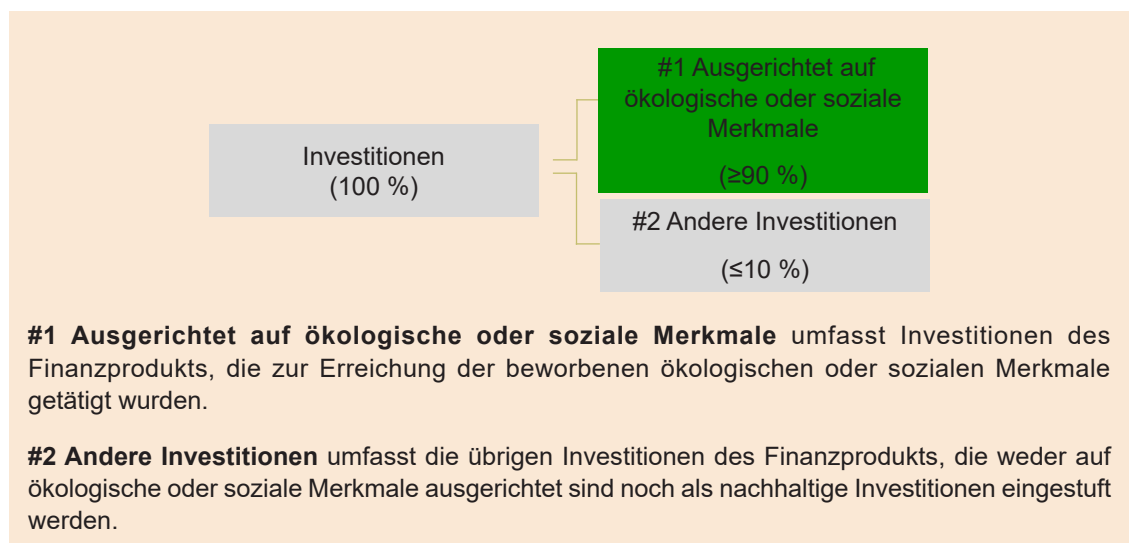 #1 Ausgerichtet auf
ökologische oder soziale
Merkmale
(≥90 %)
Investitionen
(100 %)
#2 Andere Investitionen
(≤10 %)
#1 Ausgerichtet auf ökologische oder soziale Merkmale umfasst Investitionen des
Finanzprodukts, die zur Erreichung der beworbenen ökologischen oder sozialen Merkmale
getätigt wurden.
#2 Andere Investitionen umfasst die übrigen Investitionen des Finanzprodukts, die weder auf
ökologische oder soziale Merkmale ausgerichtet sind noch als nachhaltige Investitionen eingestuft
werden.